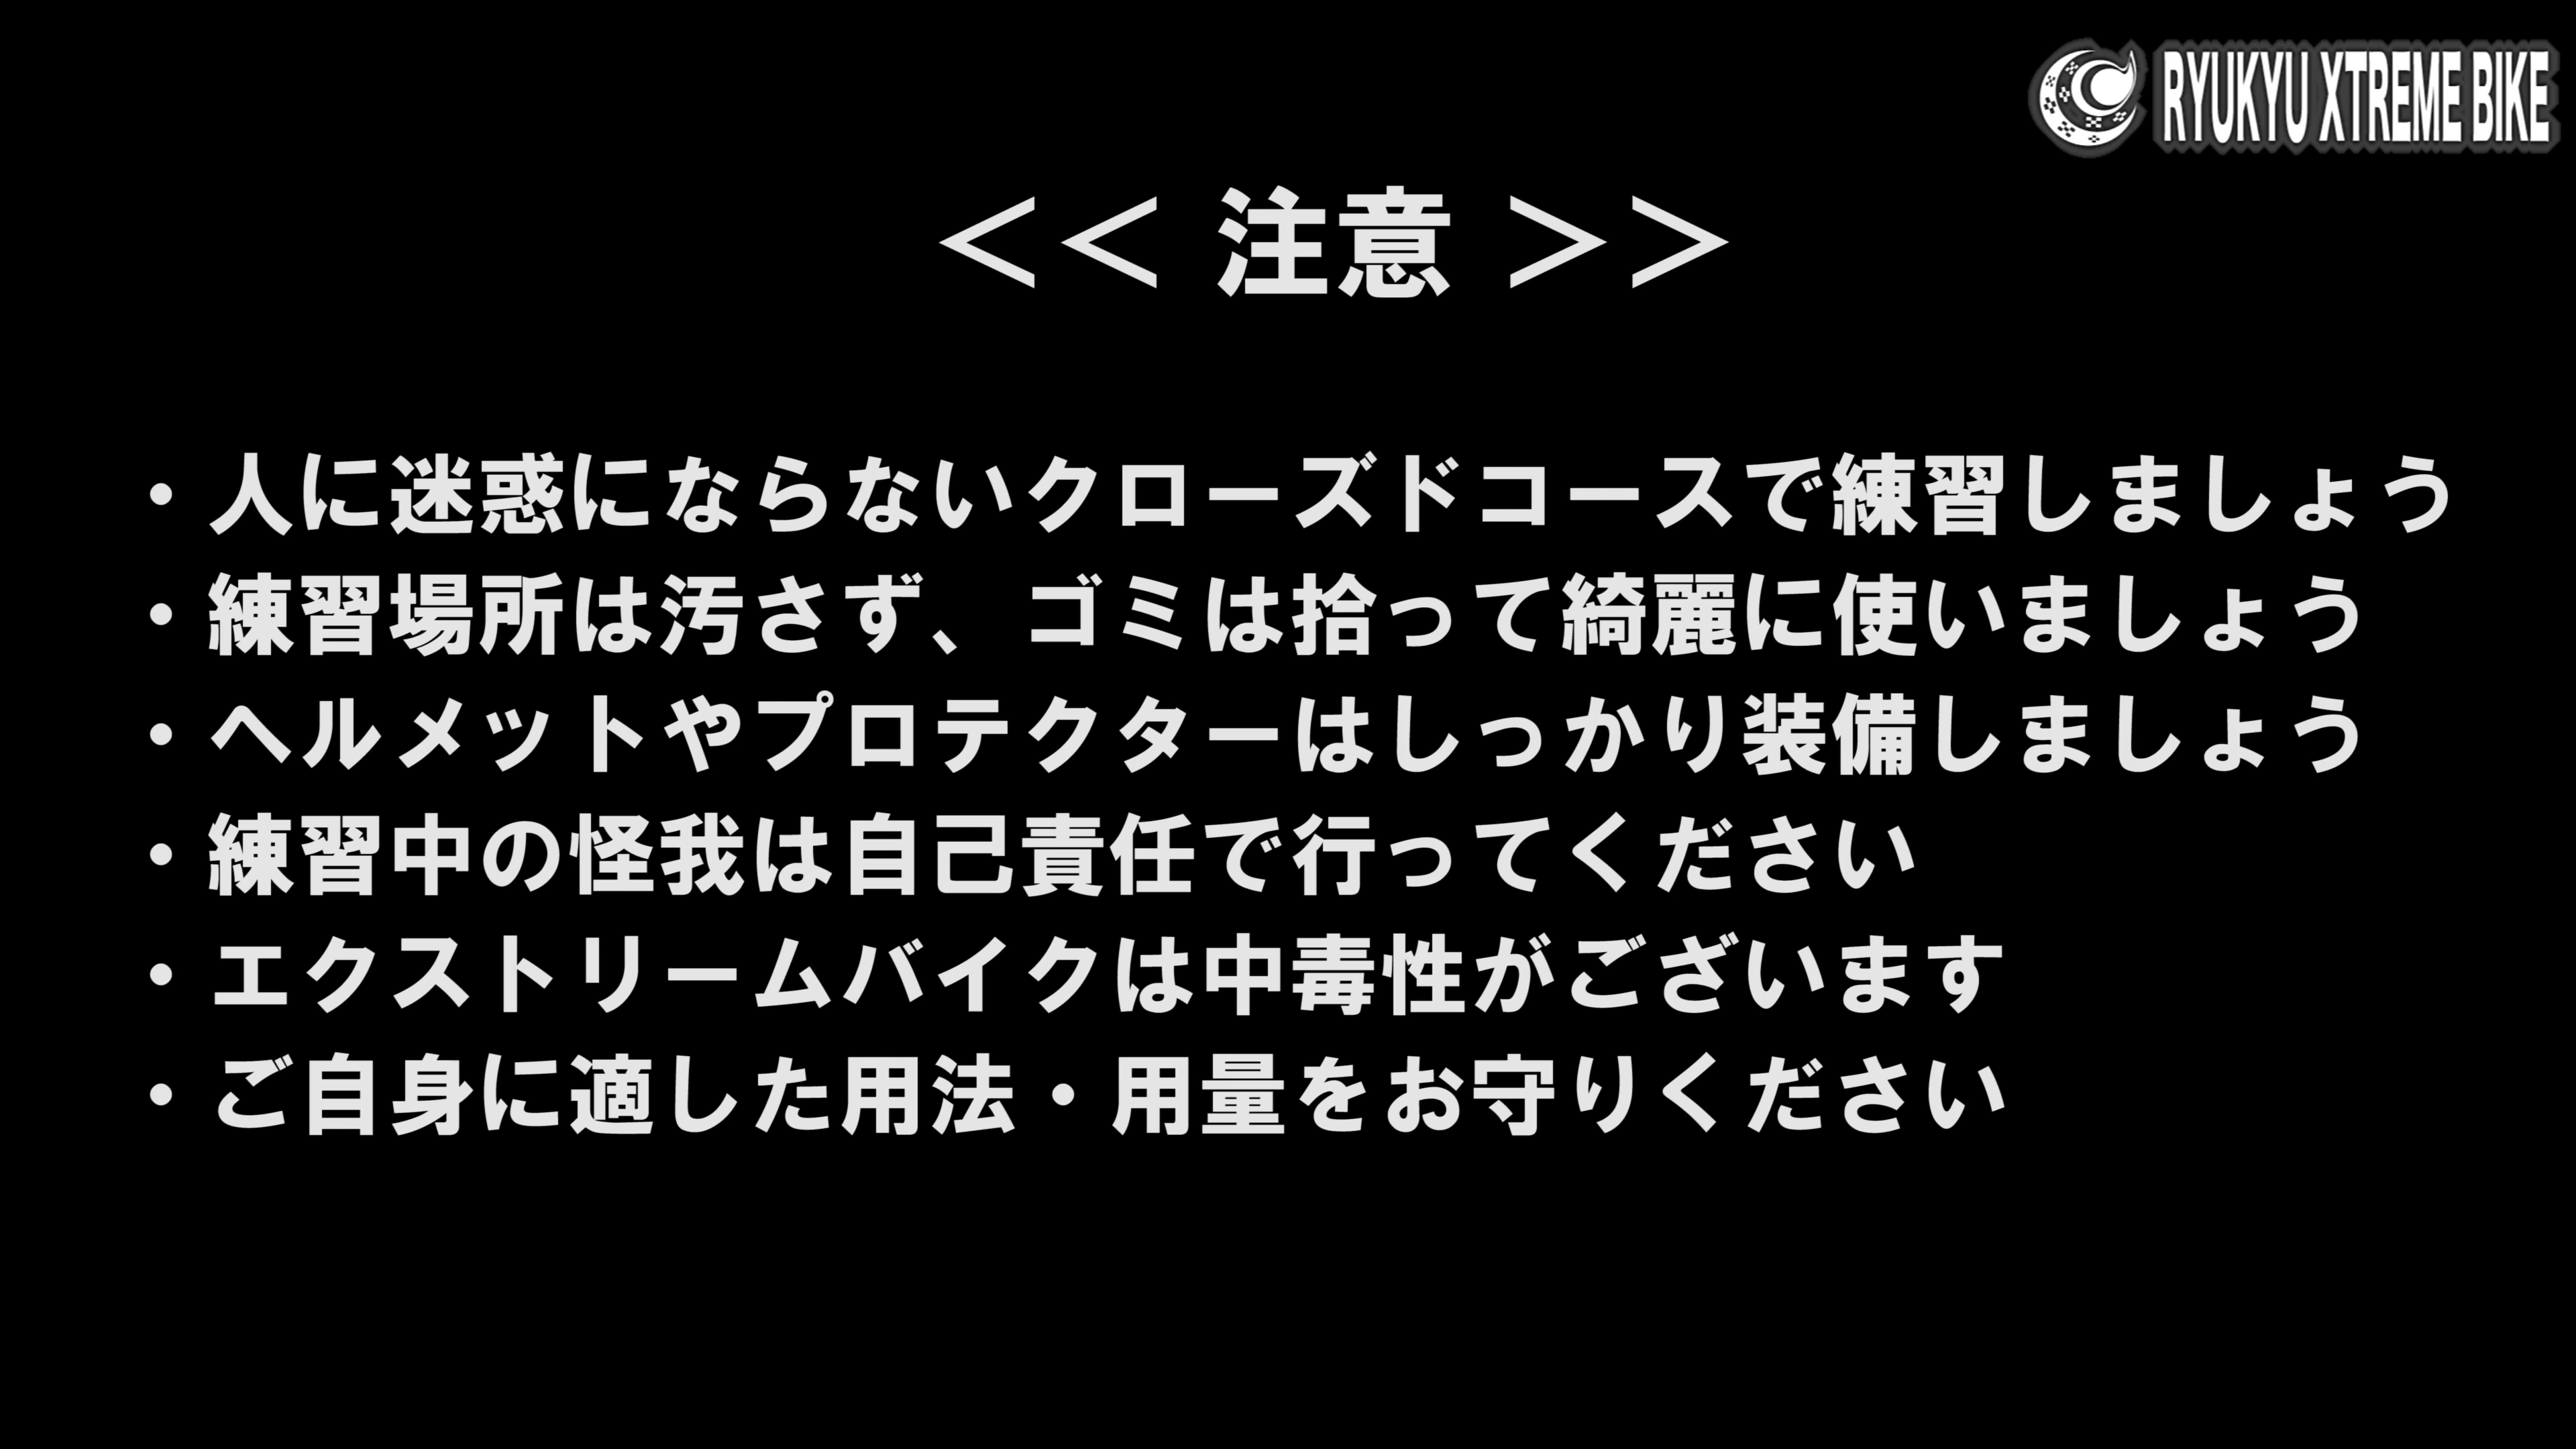 RYUKYU XTREME BIKE
<< 注意 >>
・人に迷惑にならないクローズドコースで練習しましょう
・練習場所は汚さず、ゴミは拾って綺麗に使いましょう
・ヘルメットやプロテクターはしっかり装備しましょう
・練習中の怪我は自己責任で行ってください
・エクストリームバイクは中毒性がございます
・ご自身に適した用法・用量をお守りください